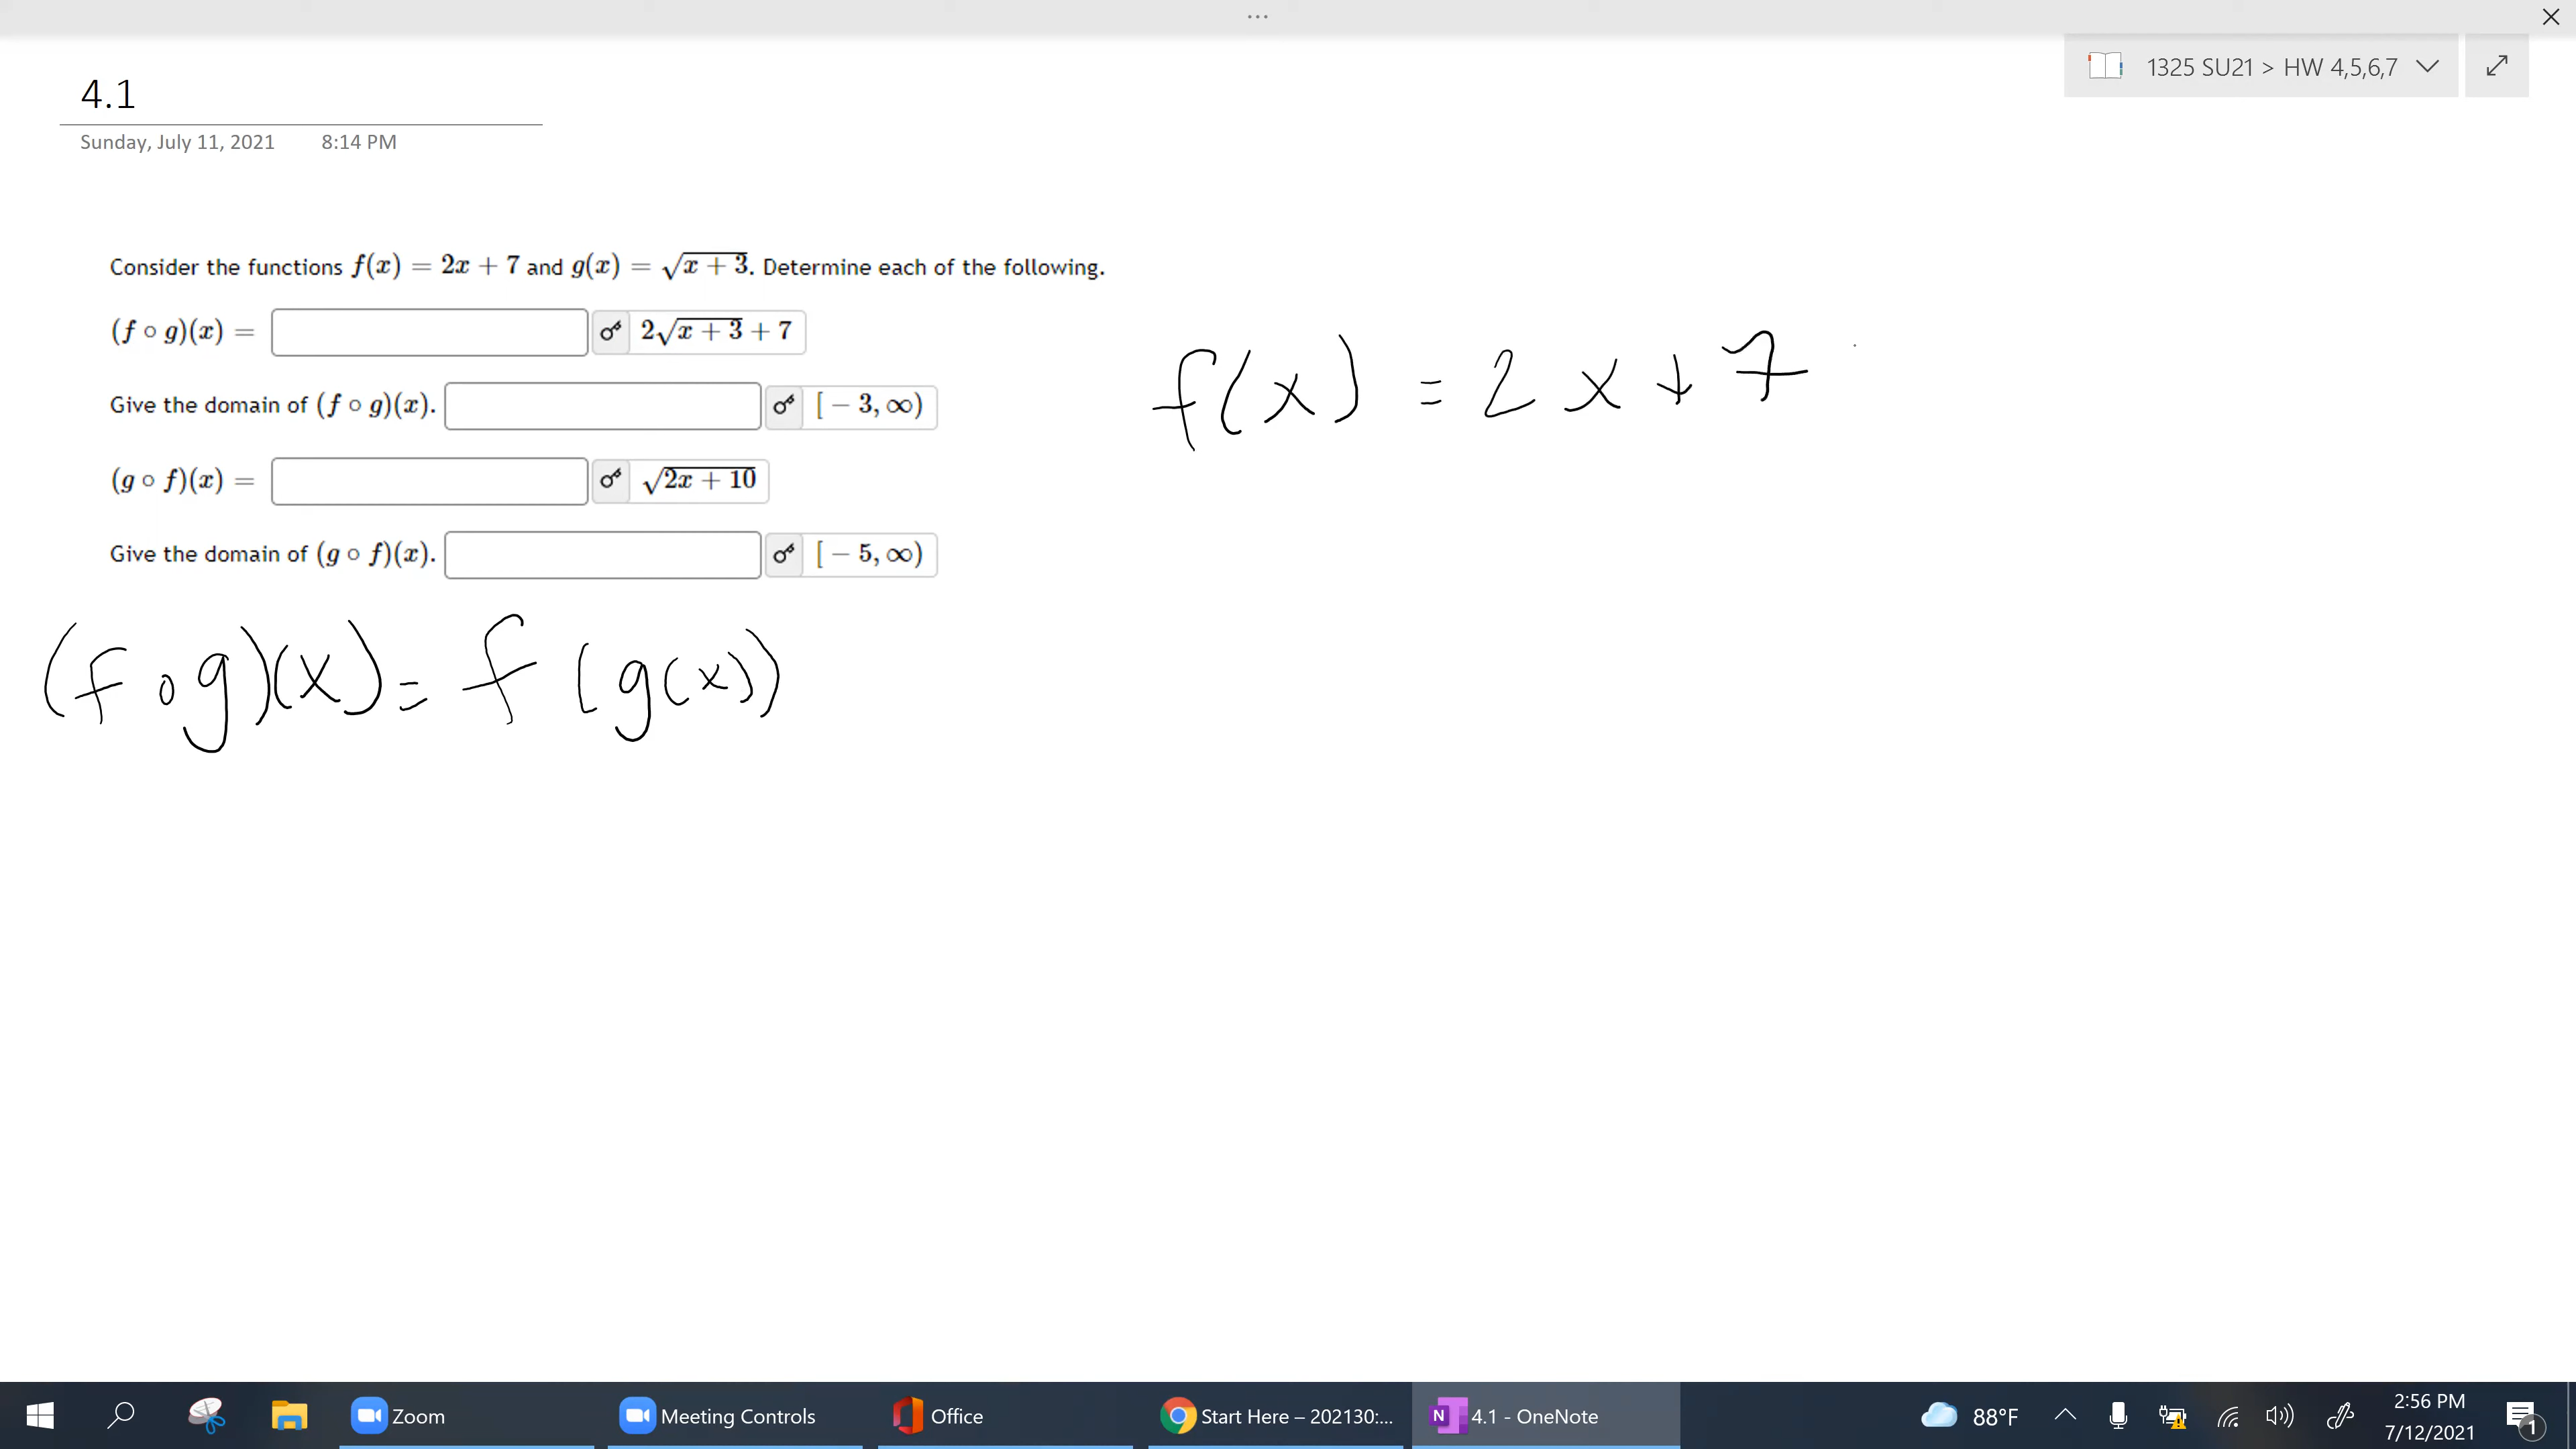 ...
1325 SU21 > HW 4,5,6,7
4.1
Sunday, July 11, 2021 8:14 PM
Consider the functions f(x) = 2x + 7 and g(x) = √(x + 3). Determine each of the following.
(f ∘ g)(x) = 2√(x + 3) + 7
Give the domain of (f ∘ g)(x). [ − 3, ∞)
(g ∘ f)(x) = √(2x + 10)
Give the domain of (g ∘ f)(x). [ − 5, ∞)
f(x) = 2x + 7
(f ∘ g)(x) = f(g(x))
Zoom
Meeting Controls
Office
Start Here – 202130:...
N 4.1 - OneNote
88°F
2:56 PM
7/12/2021
1